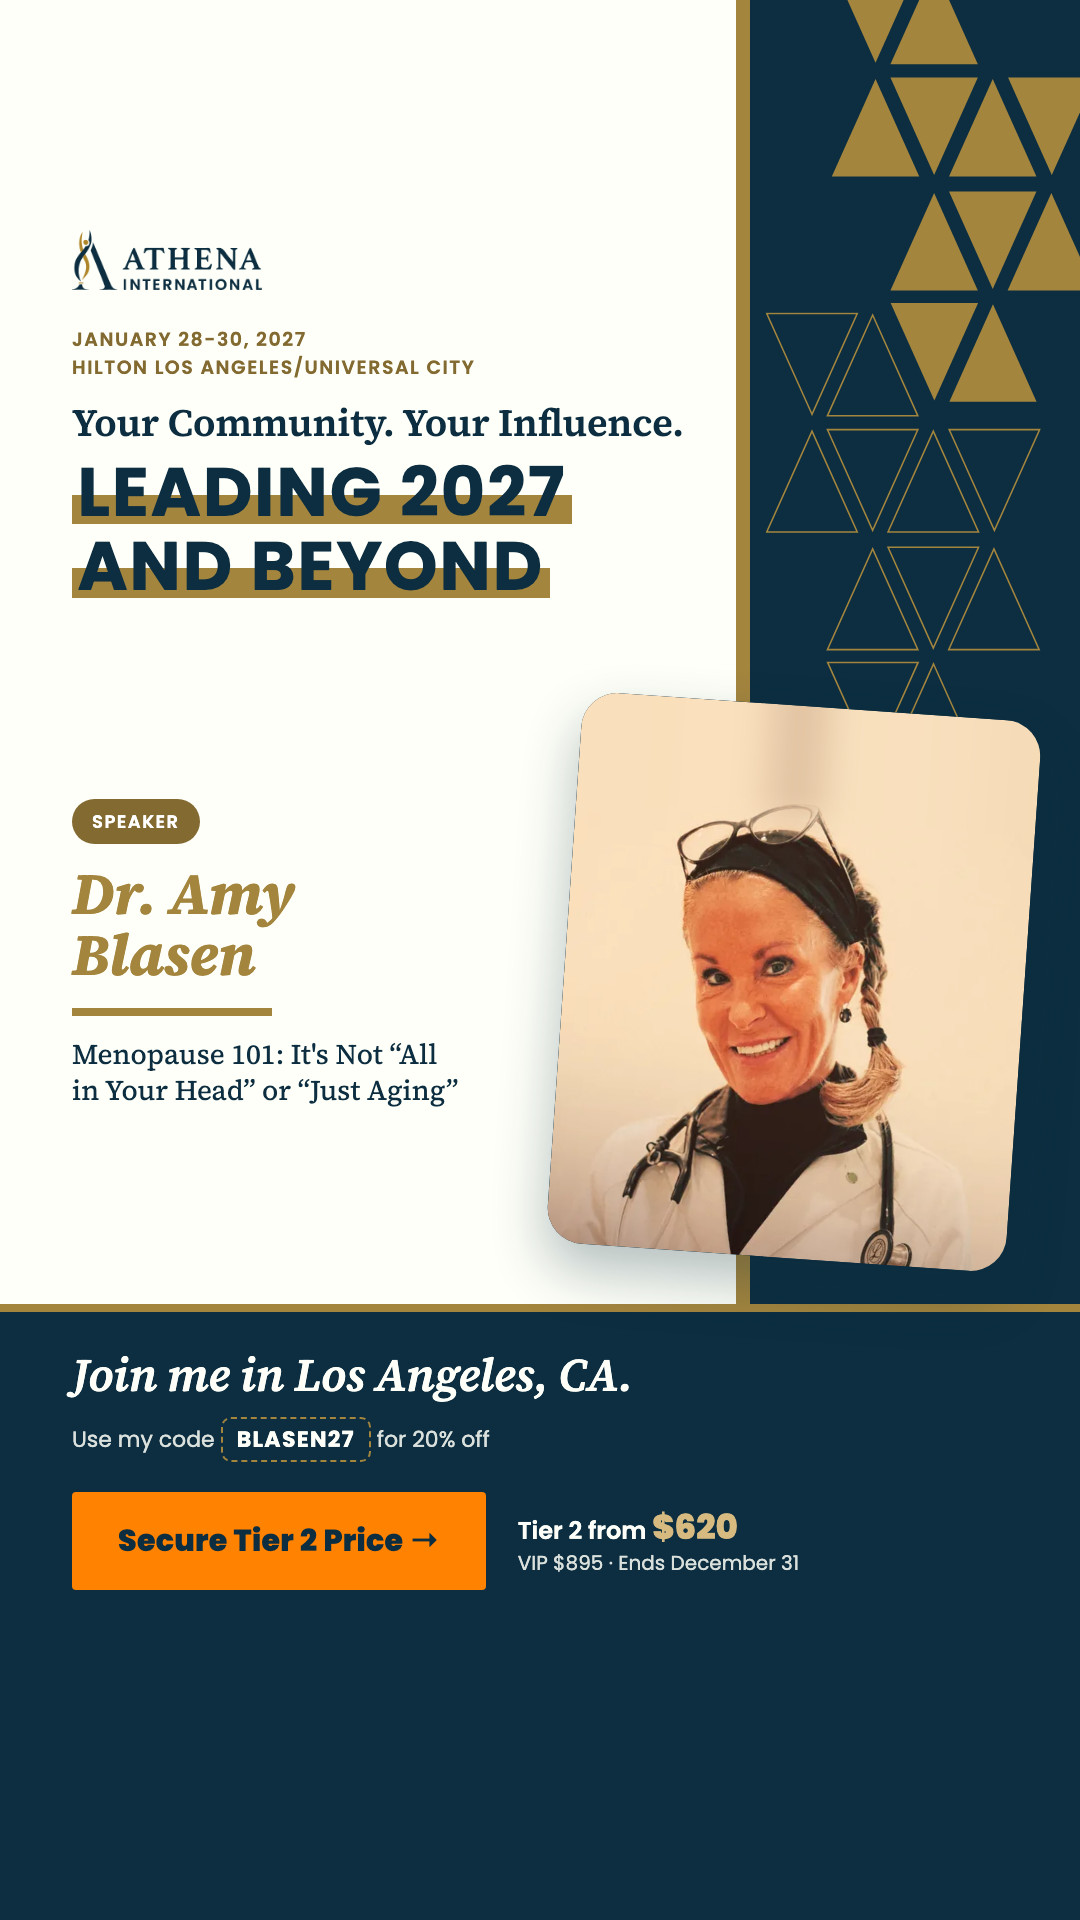 ATHENA
INTERNATIONAL
JANUARY 28-30, 2027
HILTON LOS ANGELES/UNIVERSAL CITY
Your Community. Your Influence.
LEADING 2027
AND BEYOND
SPEAKER
Dr. Amy
Blasen
Menopause 101: It's Not “All
in Your Head” or “Just Aging”
Join me in Los Angeles, CA.
Use my code BLASEN27 for 20% off
Secure Tier 2 Price →
Tier 2 from $620
VIP $895 · Ends December 31